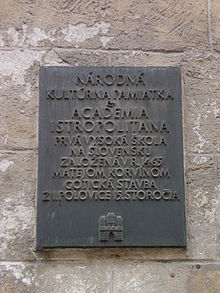 NÁRODNÁ
KULTÚRNA PAMIATKA
ACADEMIA
ISTROPOLITANA
PRVÁ VYSOKÁ ŠKOLA
NA SLOVENSKU
ZALOŽENÁ V R. 1465
MATEJOM KORVÍNOM
GOTICKÁ STAVBA
Z 1. POLOVICE 15. STOROČIA